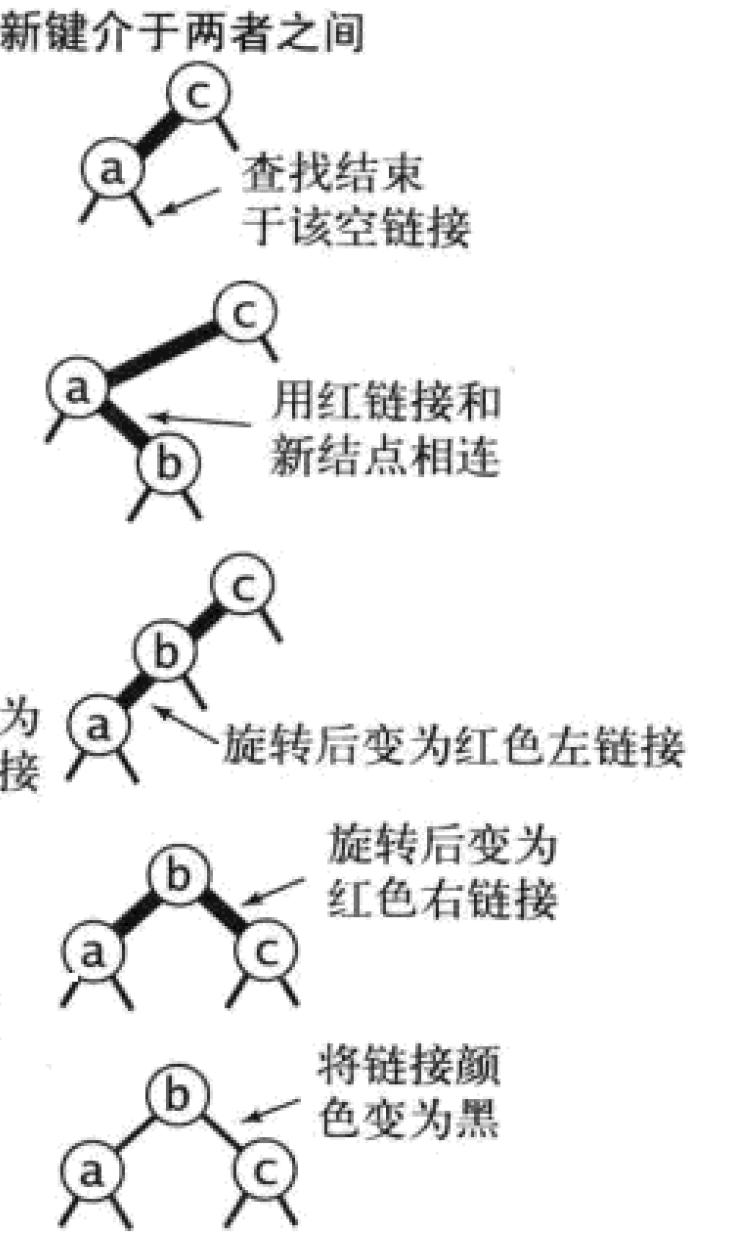 新键介于两者之间
c
a
查找结束
于该空链接
c
a
用红链接和
新结点相连
b
c
b
a
为
接
旋转后变为红色左链接
旋转后变为
红色右链接
b
a
c
将链接颜
色变为黑
b
a
c